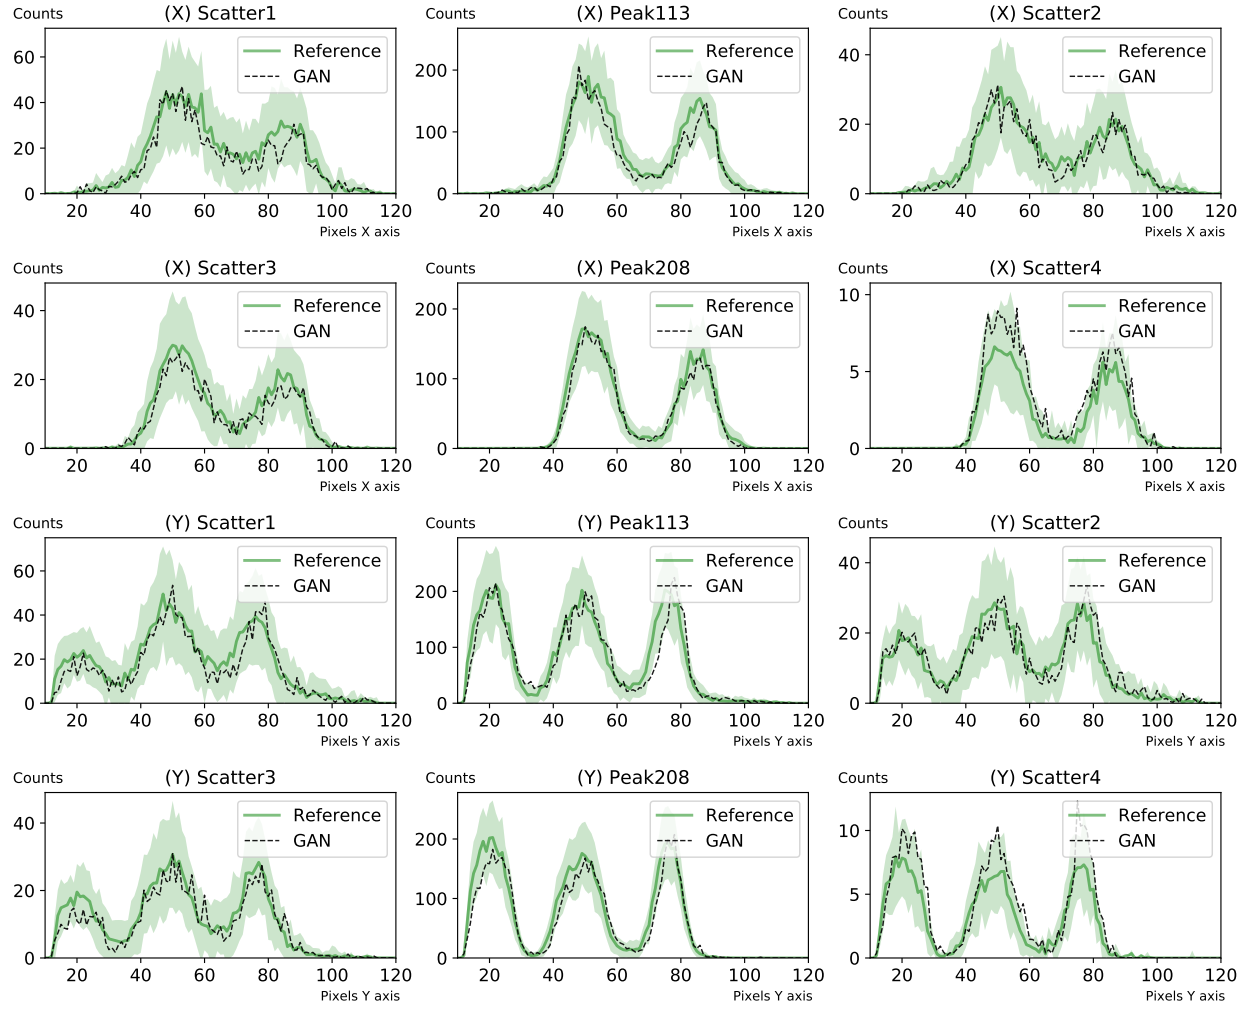 Counts (X) Scatter1
Reference
GAN
60
40
20
0
20 40 60 80 100 120
Pixels X axis
Counts (X) Peak113
Reference
GAN
200
100
0
20 40 60 80 100 120
Pixels X axis
Counts (X) Scatter2
Reference
GAN
40
20
0
20 40 60 80 100 120
Pixels X axis
Counts (X) Scatter3
Reference
GAN
40
20
0
20 40 60 80 100 120
Pixels X axis
Counts (X) Peak208
Reference
GAN
200
100
0
20 40 60 80 100 120
Pixels X axis
Counts (X) Scatter4
Reference
GAN
10
5
0
20 40 60 80 100 120
Pixels X axis
Counts (Y) Scatter1
Reference
GAN
60
40
20
0
20 40 60 80 100 120
Pixels Y axis
Counts (Y) Peak113
Reference
GAN
200
100
0
20 40 60 80 100 120
Pixels Y axis
Counts (Y) Scatter2
Reference
GAN
40
20
0
20 40 60 80 100 120
Pixels Y axis
Counts (Y) Scatter3
Reference
GAN
40
20
0
20 40 60 80 100 120
Pixels Y axis
Counts (Y) Peak208
Reference
GAN
200
100
0
20 40 60 80 100 120
Pixels Y axis
Counts (Y) Scatter4
Reference
GAN
10
5
0
20 40 60 80 100 120
Pixels Y axis